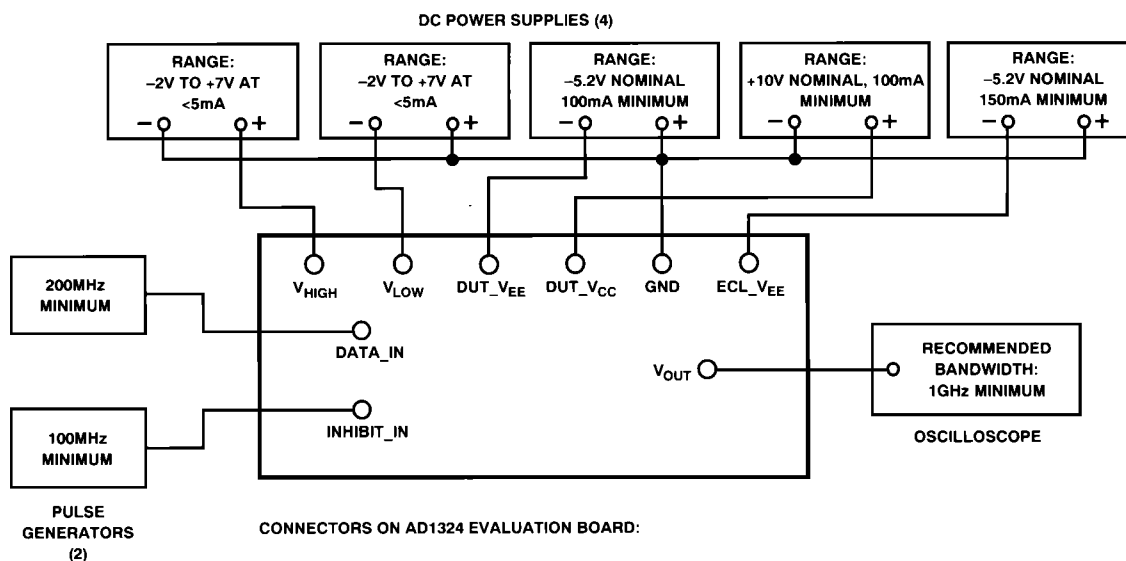 DC POWER SUPPLIES (4)
RANGE:
–2V TO +7V AT
<5mA
– +
RANGE:
–2V TO +7V AT
<5mA
– +
RANGE:
–5.2V NOMINAL
100mA MINIMUM
– +
RANGE:
+10V NOMINAL, 100mA
MINIMUM
– +
RANGE:
–5.2V NOMINAL
150mA MINIMUM
– +
VHIGH
VLOW
DUT_VEE
DUT_VCC
GND
ECL_VEE
200MHz
MINIMUM
DATA_IN
VOUT
RECOMMENDED
BANDWIDTH:
1GHz MINIMUM
OSCILLOSCOPE
100MHz
MINIMUM
INHIBIT_IN
PULSE
GENERATORS
(2)
CONNECTORS ON AD1324 EVALUATION BOARD: